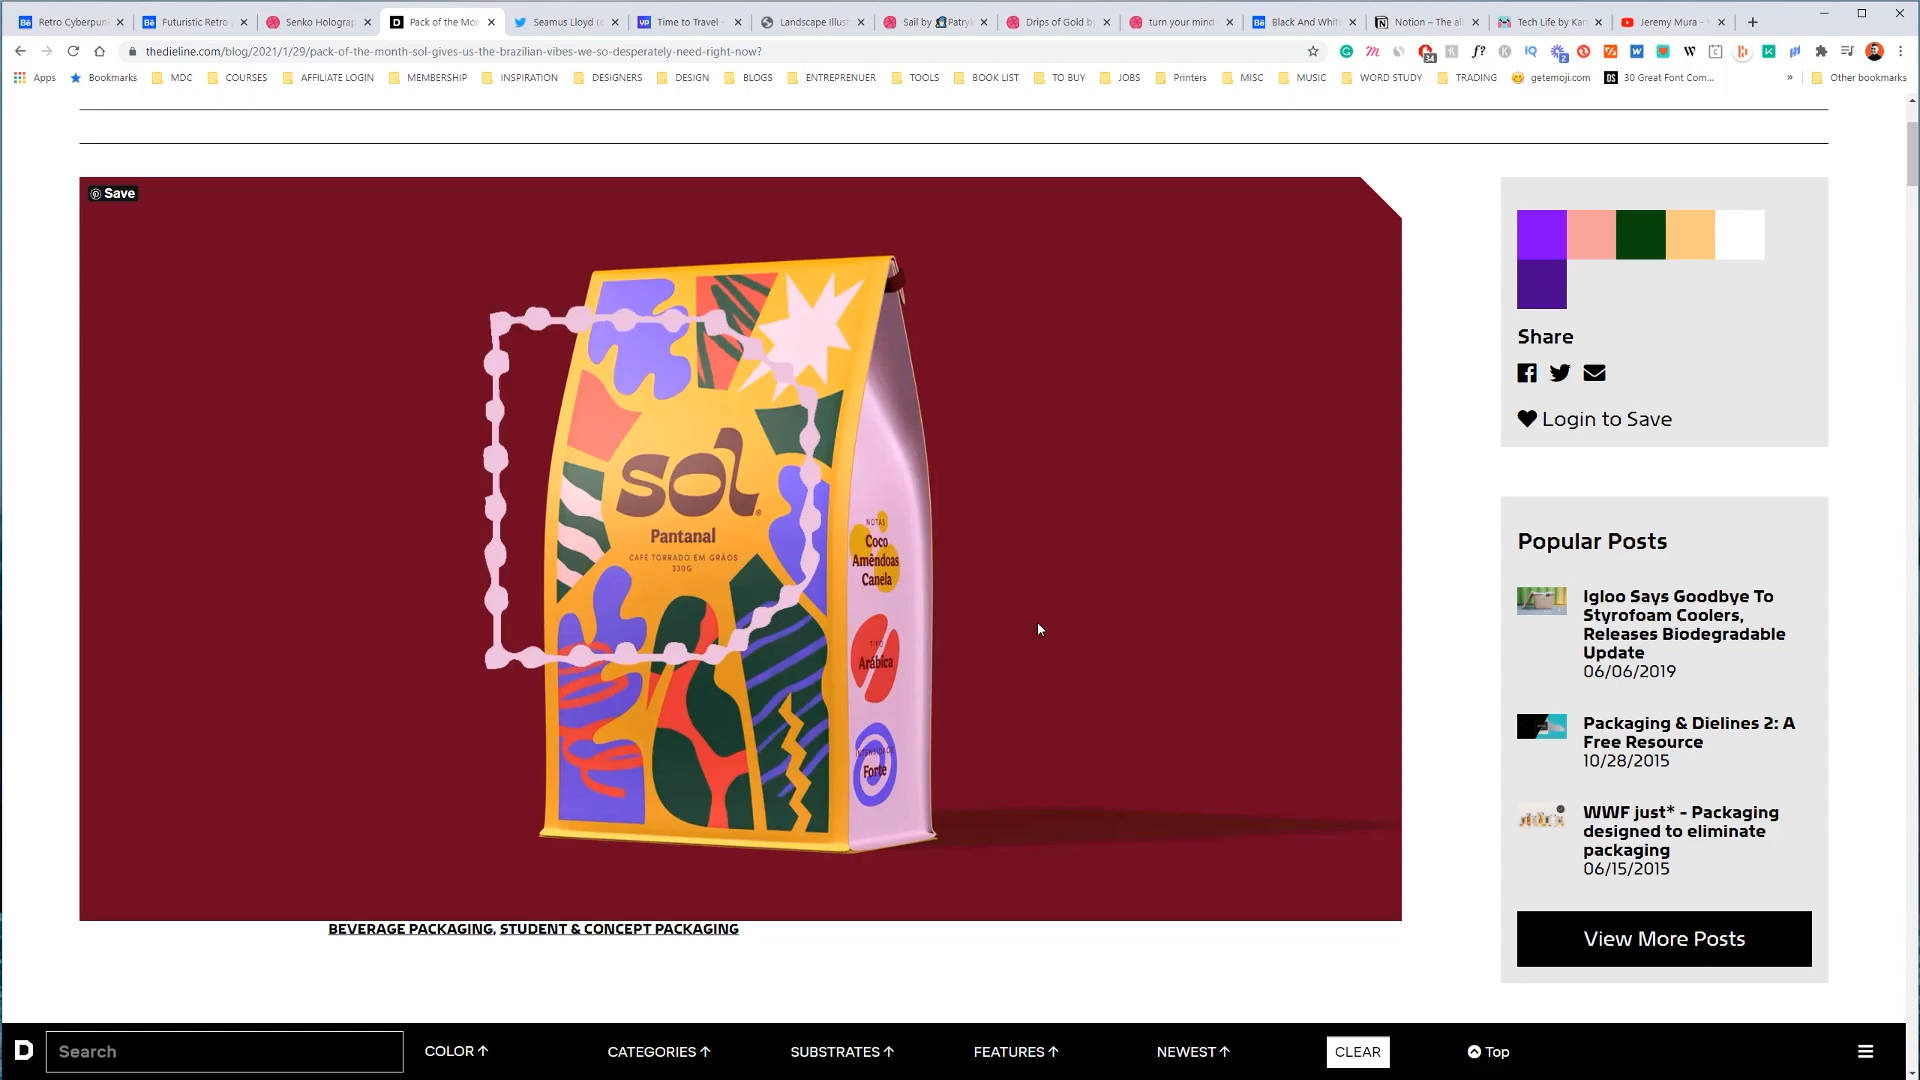 Retro Cyberpun
Futuristic Retro
Senko Holograp
Pack of the Mon
Seamus Lloyd (
Time to Travel
Landscape Illus
Sail by Patryk
Drips of Gold by
turn your mind
Black And White
Notion – The al
Tech Life by Kar
Jeremy Mura -
thedieline.com/blog/2021/1/29/pack-of-the-month-sol-gives-us-the-brazilian-vibes-we-so-desperately-need-right-now?
Apps
Bookmarks
MDC
COURSES
AFFILIATE LOGIN
MEMBERSHIP
INSPIRATION
DESIGNERS
DESIGN
BLOGS
ENTREPRENUER
TOOLS
BOOK LIST
TO BUY
JOBS
Printers
MISC
MUSIC
WORD STUDY
TRADING
getemoji.com
30 Great Font Com...
Other bookmarks
Save
sol
Pantanal
CAFÉ TORRADO EM GRÃOS
330G
NOTAS
Coco
Amêndoas
Canela
TIPO
Arábica
INTENSIDADE
Forte
BEVERAGE PACKAGING, STUDENT & CONCEPT PACKAGING
Share
Login to Save
Popular Posts
Igloo Says Goodbye To
Styrofoam Coolers,
Releases Biodegradable
Update
06/06/2019
Packaging & Dielines 2: A
Free Resource
10/28/2015
WWF just* - Packaging
designed to eliminate
packaging
06/15/2015
View More Posts
D
Search
COLOR
CATEGORIES
SUBSTRATES
FEATURES
NEWEST
CLEAR
Top